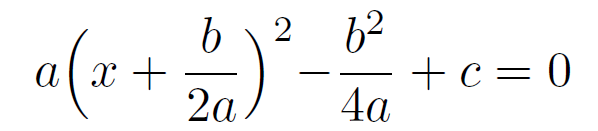 a(x + b/2a)² − b²/4a + c = 0